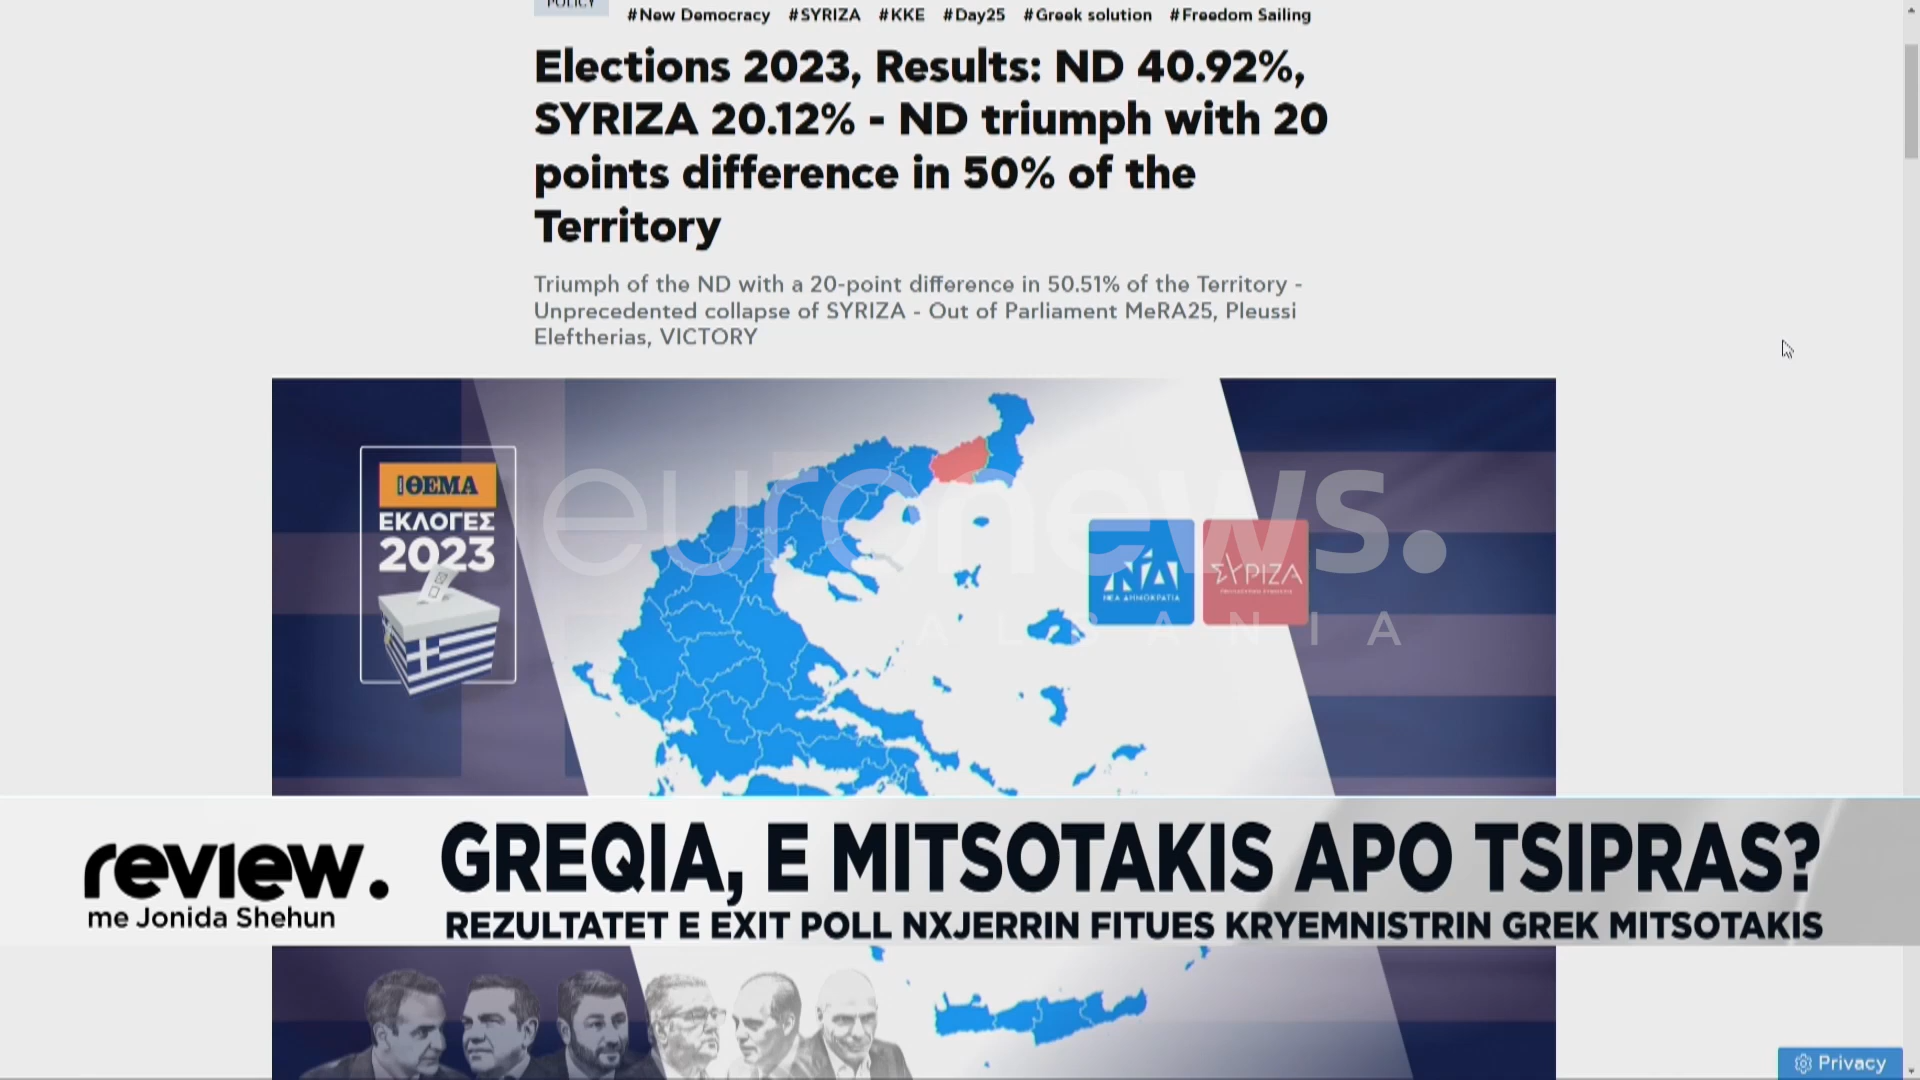 POLICY
#New Democracy #SYRIZA #KKE #Day25 #Greek solution #Freedom Sailing
Elections 2023, Results: ND 40.92%,
SYRIZA 20.12% - ND triumph with 20
points difference in 50% of the
Territory
Triumph of the ND with a 20-point difference in 50.51% of the Territory -
Unprecedented collapse of SYRIZA - Out of Parliament MeRA25, Pleussi
Eleftherias, VICTORY
ΘΕΜΑ
ΕΚΛΟΓΕΣ
2023
euronews.
ALBANIA
ΝΔ
ΝΕΑ ΔΗΜΟΚΡΑΤΙΑ
ΣΥΡΙΖΑ
review.
me Jonida Shehun
GREQIA, E MITSOTAKIS APO TSIPRAS?
REZULTATET E EXIT POLL NXJERRIN FITUES KRYEMNISTRIN GREK MITSOTAKIS
Privacy